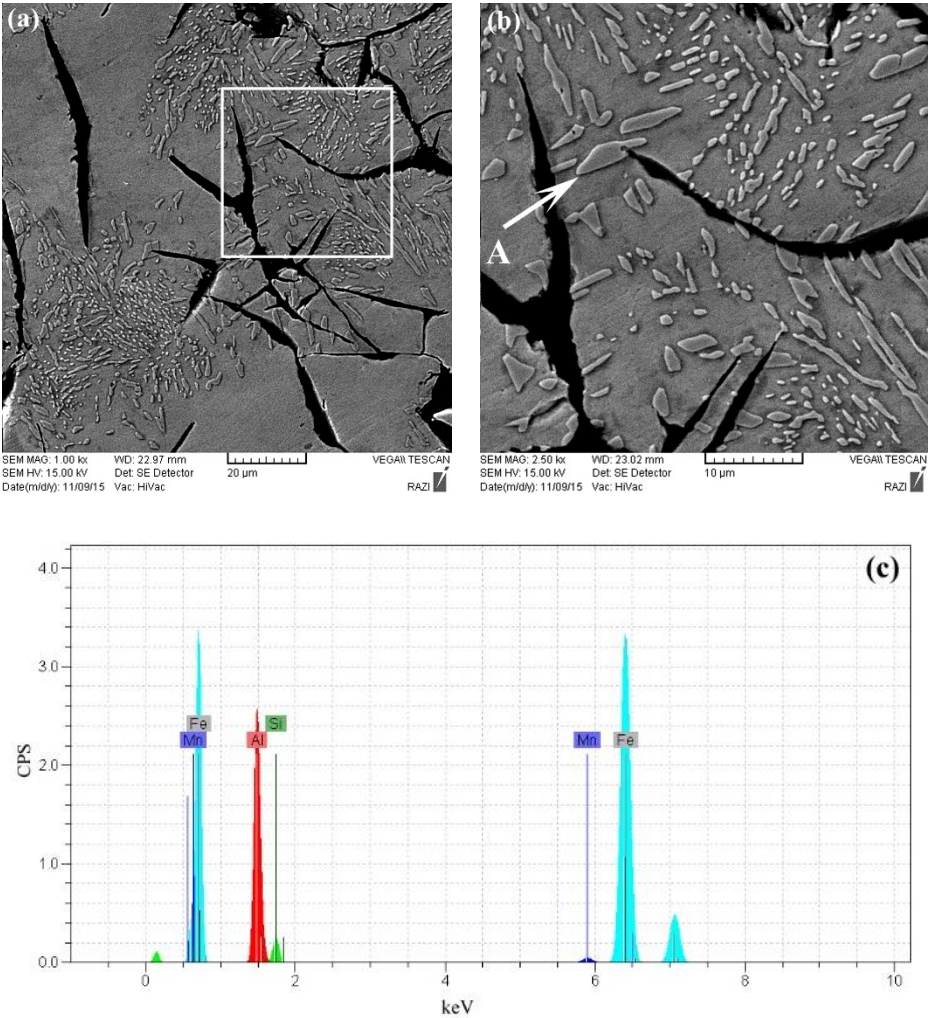 (a)
SEM MAG: 1.00 kx WD: 22.97 mm VEGA\\ TESCAN
SEM HV: 15.00 kV Det: SE Detector 20 µm
Date(m/d/y): 11/09/15 Vac: HiVac RAZI
(b)
A
SEM MAG: 2.50 kx WD: 23.02 mm VEGA\\ TESCAN
SEM HV: 15.00 kV Det: SE Detector 10 µm
Date(m/d/y): 11/09/15 Vac: HiVac RAZI
(c)
4.0
3.0
Fe Si
Mn Al Mn Fe
2.0
CPS
1.0
0.0
0 2 4 6 8 10
keV